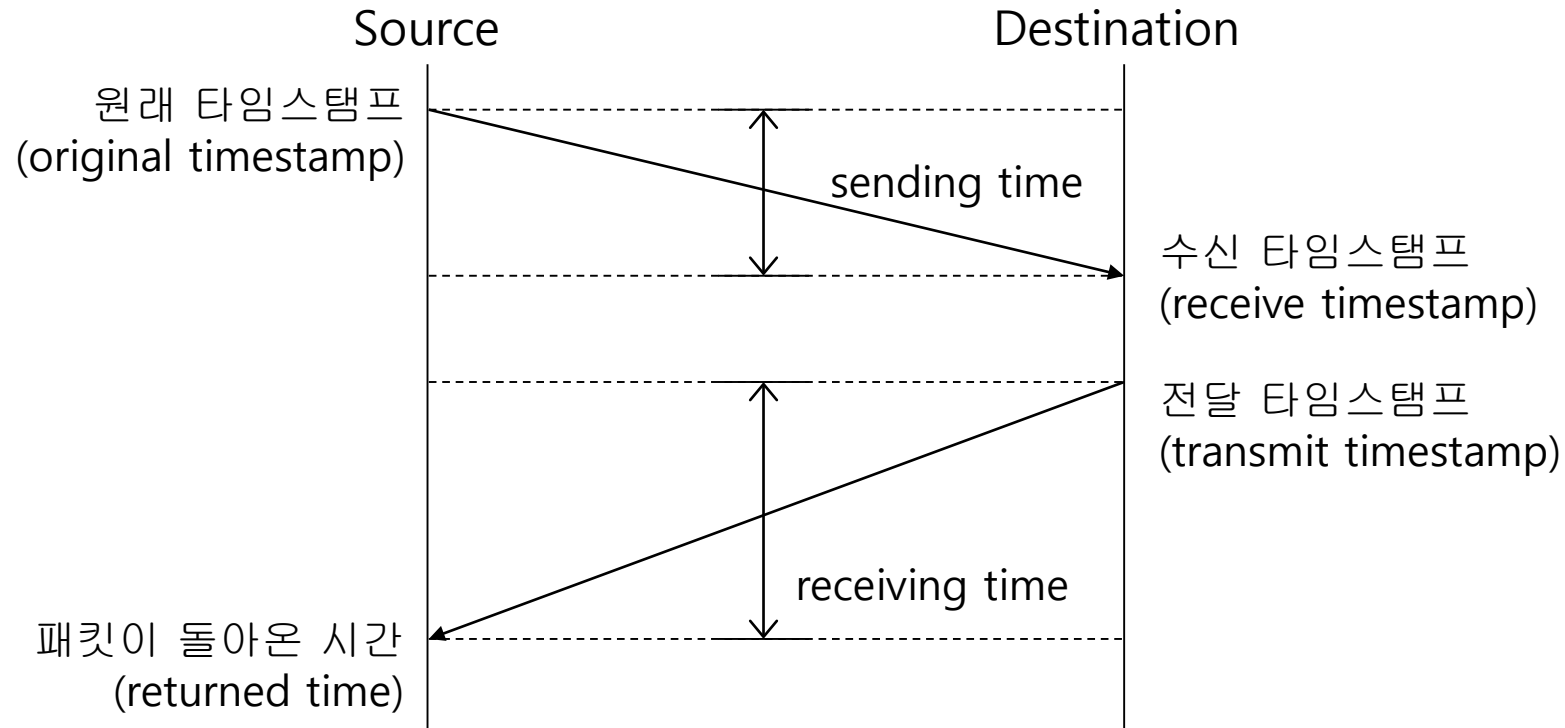 Source
Destination
원래 타임스탬프
(original timestamp)
sending time
수신 타임스탬프
(receive timestamp)
전달 타임스탬프
(transmit timestamp)
receiving time
패킷이 돌아온 시간
(returned time)